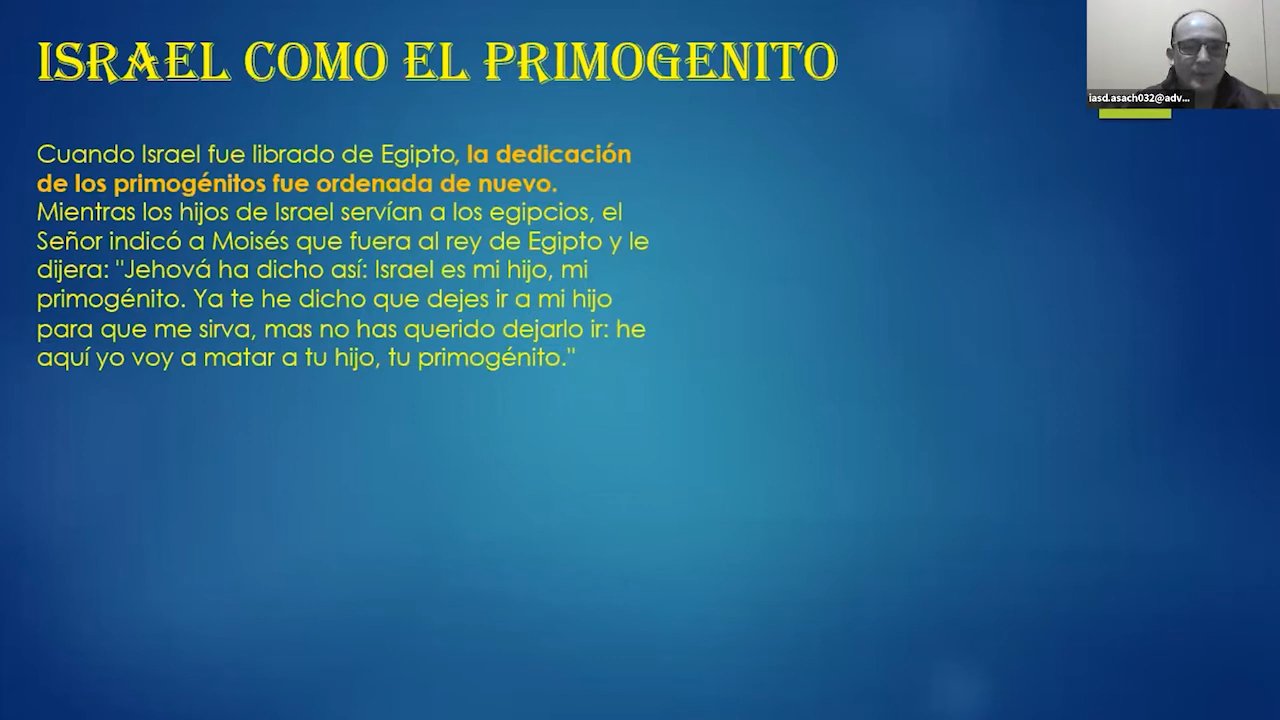 ISRAEL COMO EL PRIMOGENITO
iasd.asach032@adv...
Cuando Israel fue librado de Egipto, la dedicación
de los primogénitos fue ordenada de nuevo.
Mientras los hijos de Israel servían a los egipcios, el
Señor indicó a Moisés que fuera al rey de Egipto y le
dijera: "Jehová ha dicho así: Israel es mi hijo, mi
primogénito. Ya te he dicho que dejes ir a mi hijo
para que me sirva, mas no has querido dejarlo ir: he
aquí yo voy a matar a tu hijo, tu primogénito."